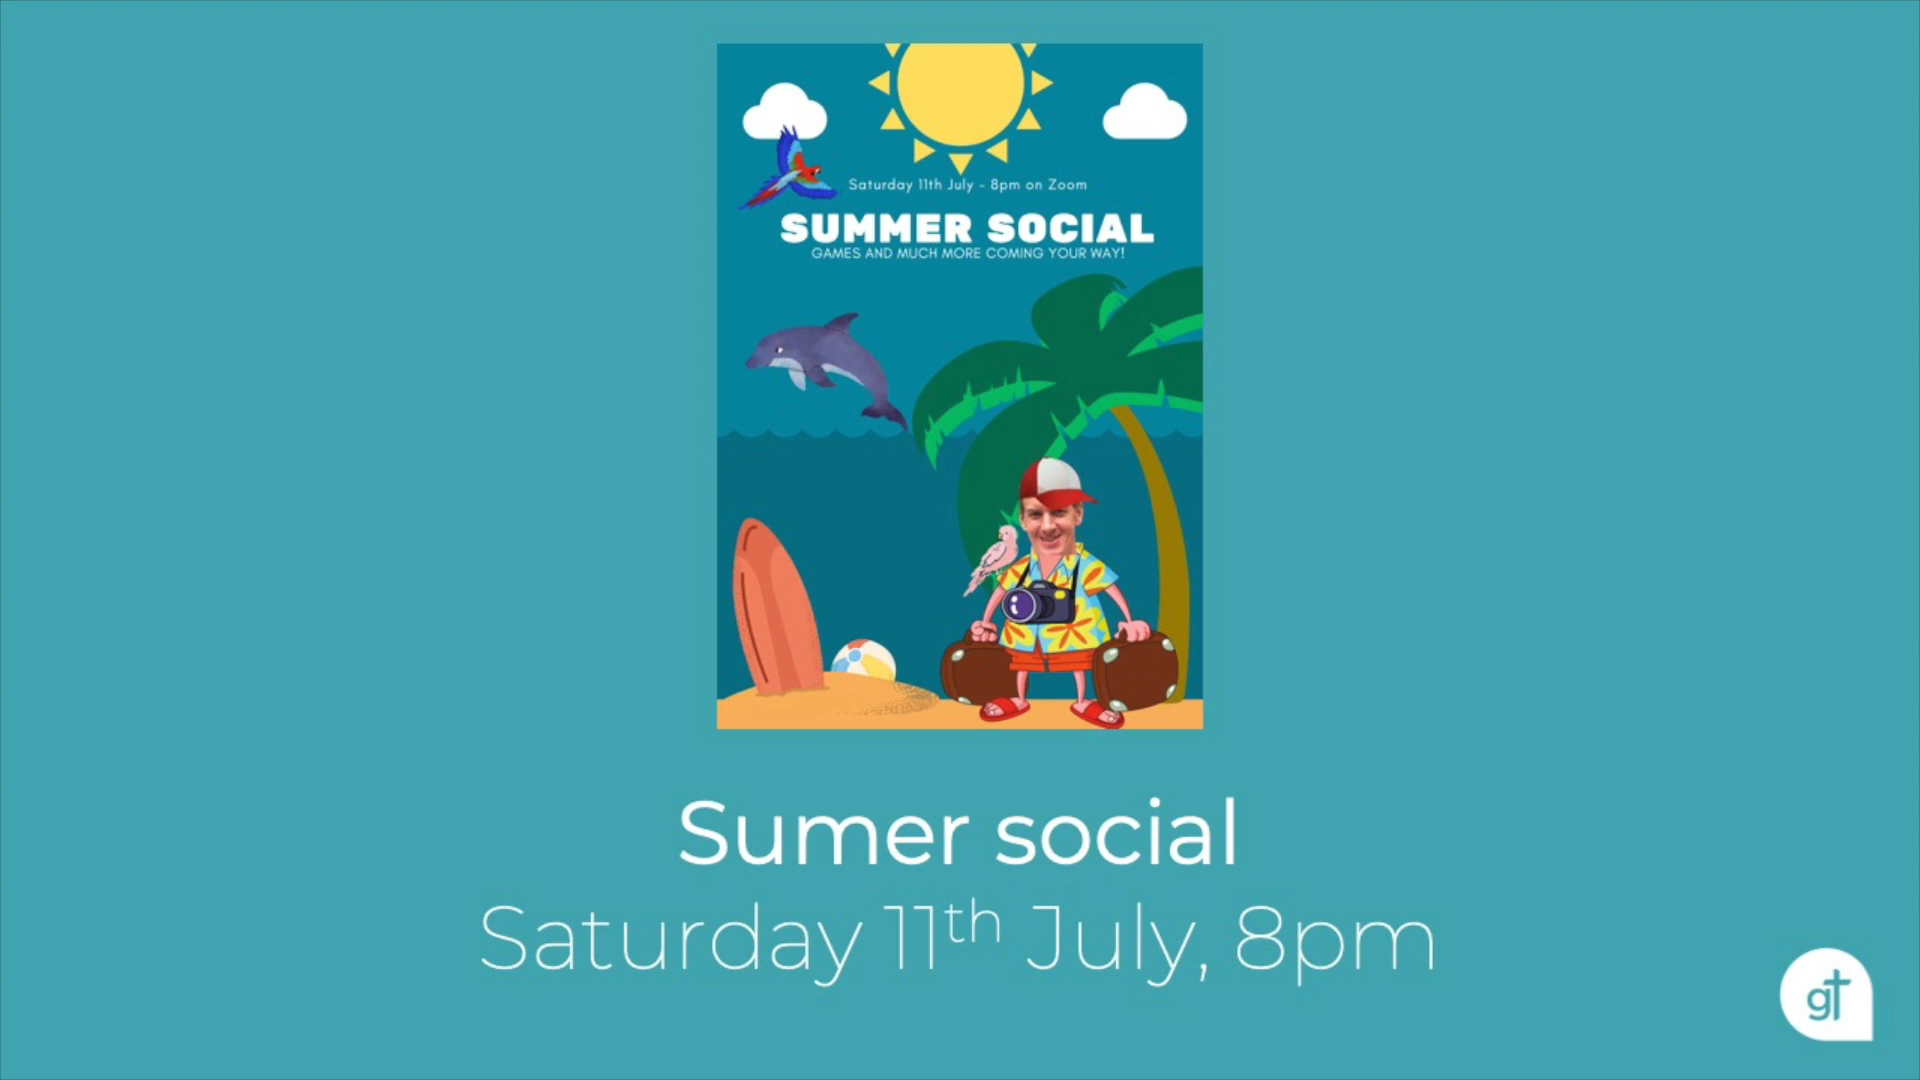 Saturday 11th July - 8pm on Zoom
SUMMER SOCIAL
GAMES AND MUCH MORE COMING YOUR WAY!
Sumer social
Saturday 11th July, 8pm
gt